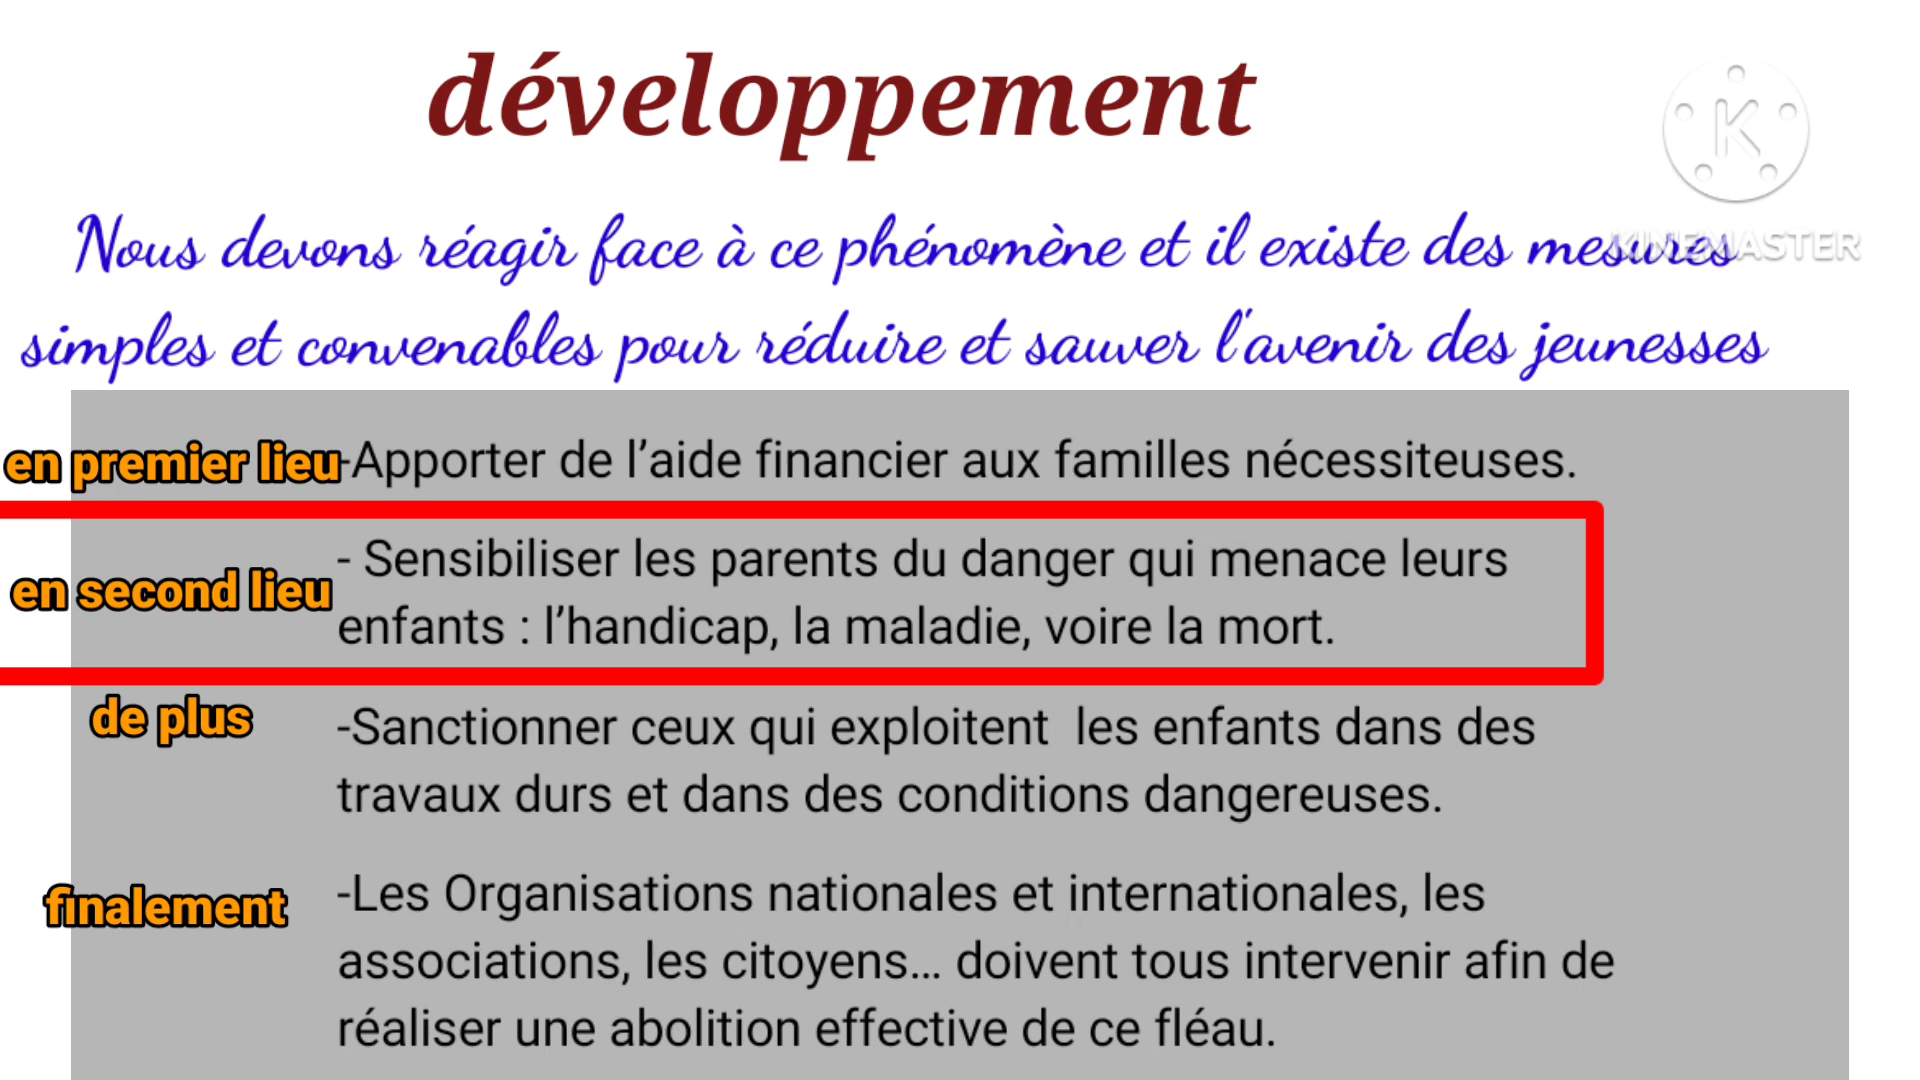 développement
K
KINEMASTER
Nous devons réagir face à ce phénomène et il existe des mesures
simples et convenables pour réduire et sauver l'avenir des jeunesses
en premier lieu -Apporter de l’aide financier aux familles nécessiteuses.
en second lieu - Sensibiliser les parents du danger qui menace leurs
enfants : l’handicap, la maladie, voire la mort.
de plus -Sanctionner ceux qui exploitent les enfants dans des
travaux durs et dans des conditions dangereuses.
finalement -Les Organisations nationales et internationales, les
associations, les citoyens... doivent tous intervenir afin de
réaliser une abolition effective de ce fléau.